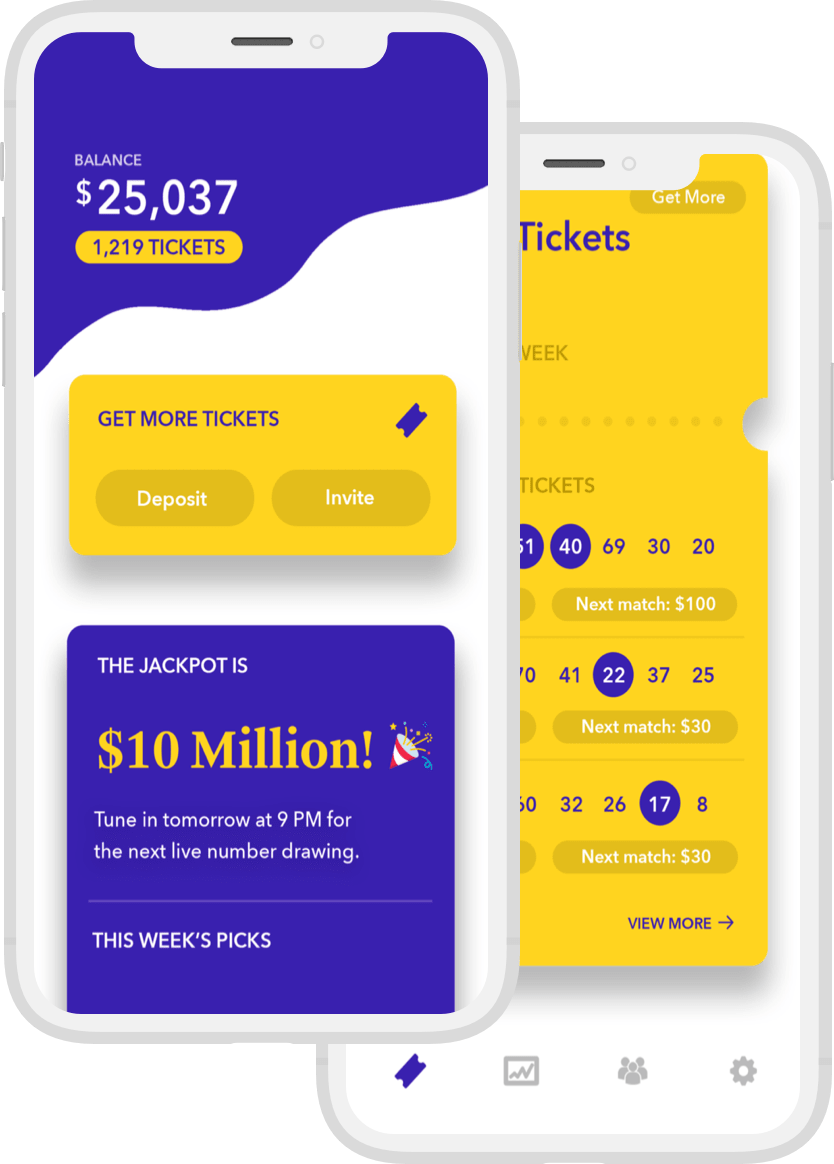 BALANCE
$25,037
1,219 TICKETS
GET MORE TICKETS
Deposit
Invite
THE JACKPOT IS
$10 Million!
Tune in tomorrow at 9 PM for
the next live number drawing.
THIS WEEK'S PICKS
Get More
Tickets
WEEK
TICKETS
40 69 30 20
Next match: $100
41 22 37 25
Next match: $30
32 26 17 8
Next match: $30
VIEW MORE →